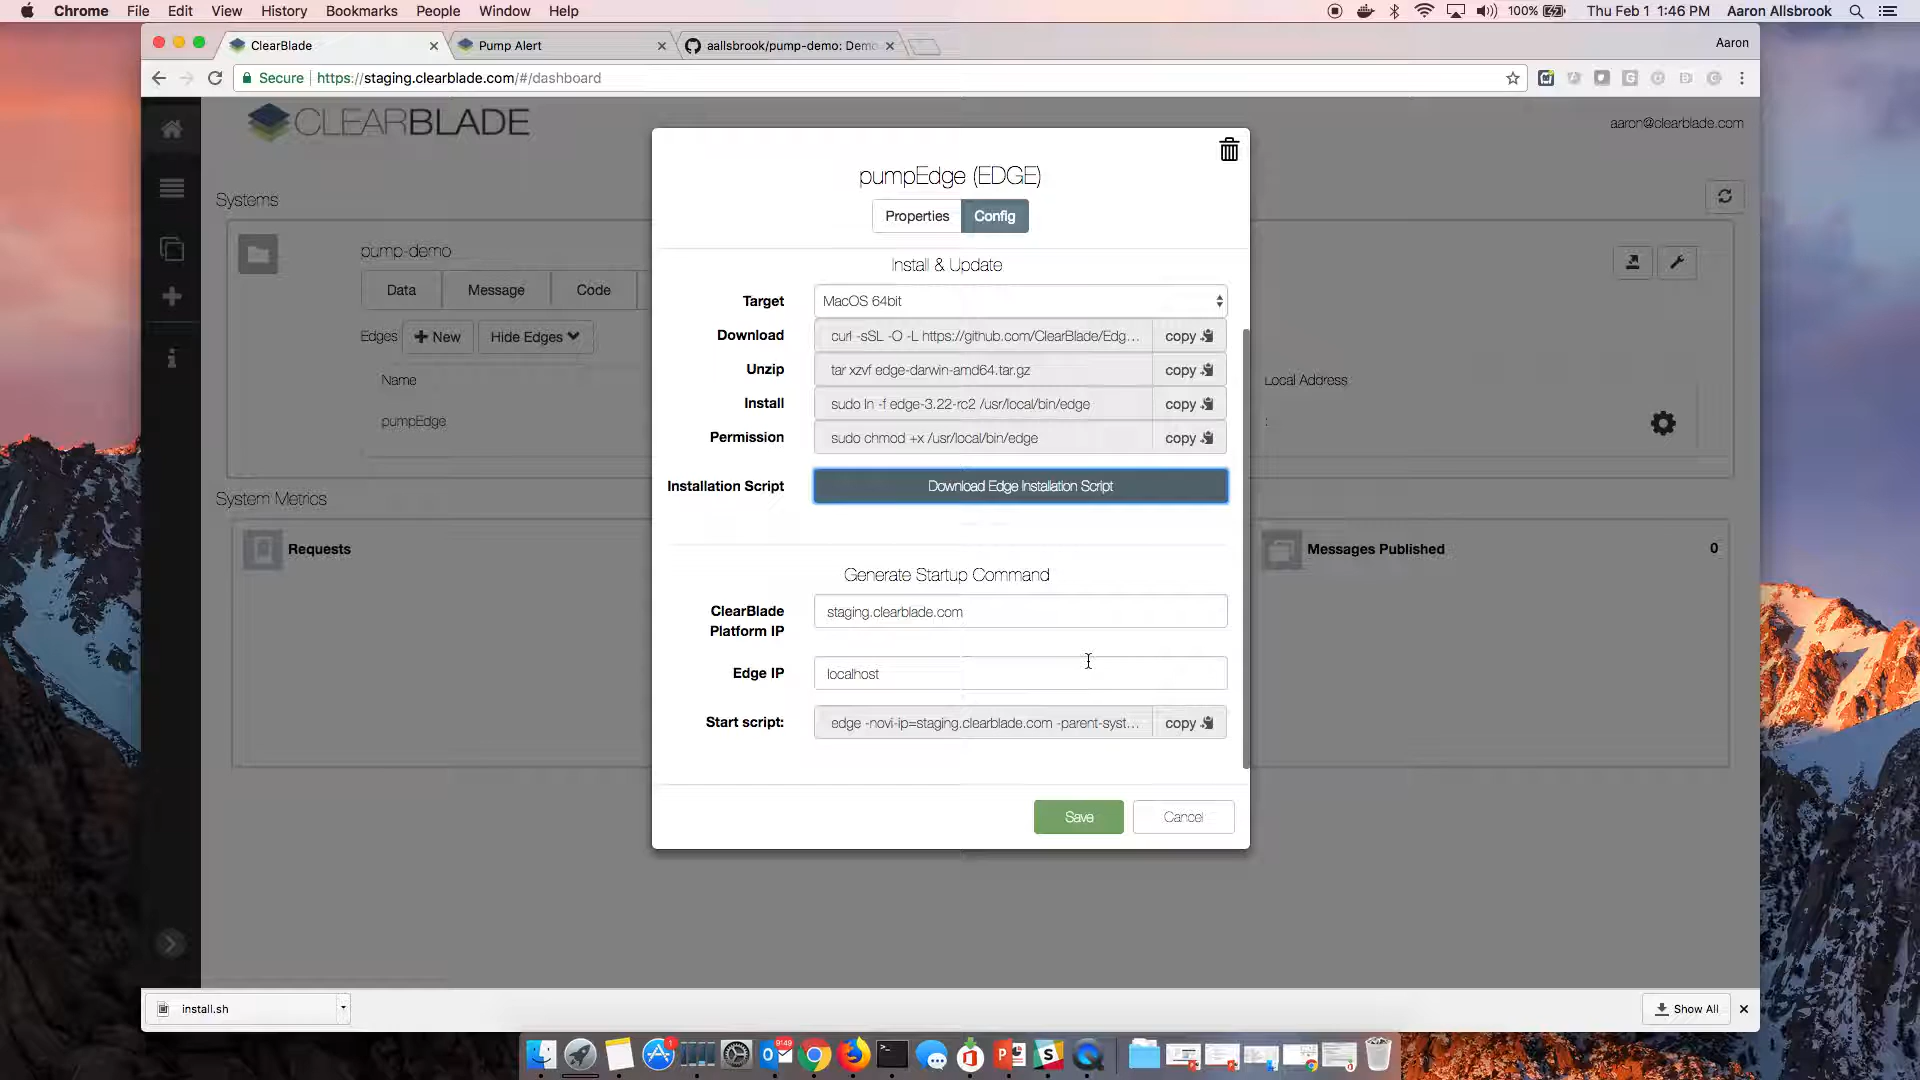 Chrome File Edit View History Bookmarks People Window Help
100% Thu Feb 1 1:46 PM Aaron Allsbrook
ClearBlade
Pump Alert
aallsbrook/pump-demo: Demo
Aaron
Secure | https://staging.clearblade.com/#/dashboard
CLEARBLADE
aaron@clearblade.com
Systems
pump-demo
Data Message Code
Edges New Hide Edges
Name
Local Address
pumpEdge
:
System Metrics
Requests
Messages Published 0
pumpEdge (EDGE)
Properties Config
Install & Update
Target MacOS 64bit
Download curl -sSL -O -L https://github.com/ClearBlade/Edg... copy
Unzip tar xzvf edge-darwin-amd64.tar.gz copy
Install sudo ln -f edge-3.22-rc2 /usr/local/bin/edge copy
Permission sudo chmod +x /usr/local/bin/edge copy
Installation Script Download Edge Installation Script
Generate Startup Command
ClearBlade
Platform IP
staging.clearblade.com
Edge IP localhost
Start script: edge -novi-ip=staging.clearblade.com -parent-syst... copy
Save Cancel
install.sh
Show All
9149
1